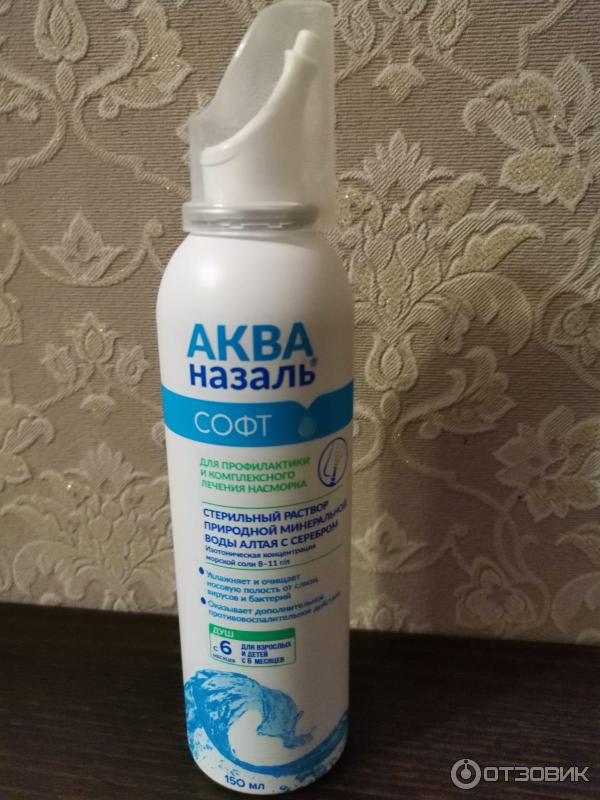 АКВА
назаль®
СОФТ
ДЛЯ ПРОФИЛАКТИКИ
И КОМПЛЕКСНОГО
ЛЕЧЕНИЯ НАСМОРКА
СТЕРИЛЬНЫЙ РАСТВОР
ПРИРОДНОЙ МИНЕРАЛЬНОЙ
ВОДЫ АЛТАЯ С СЕРЕБРОМ
Изотоническая концентрация
морской соли 8-11 г/л
• Увлажняет и очищает
носовую полость от слизи,
вирусов и бактерий
• Оказывает дополнительное
противовоспалительное действие
ДУШ
С 6 МЕСЯЦЕВ
ДЛЯ ВЗРОСЛЫХ
И ДЕТЕЙ
С 6 МЕСЯЦЕВ
150 мл
ОТЗОВИК